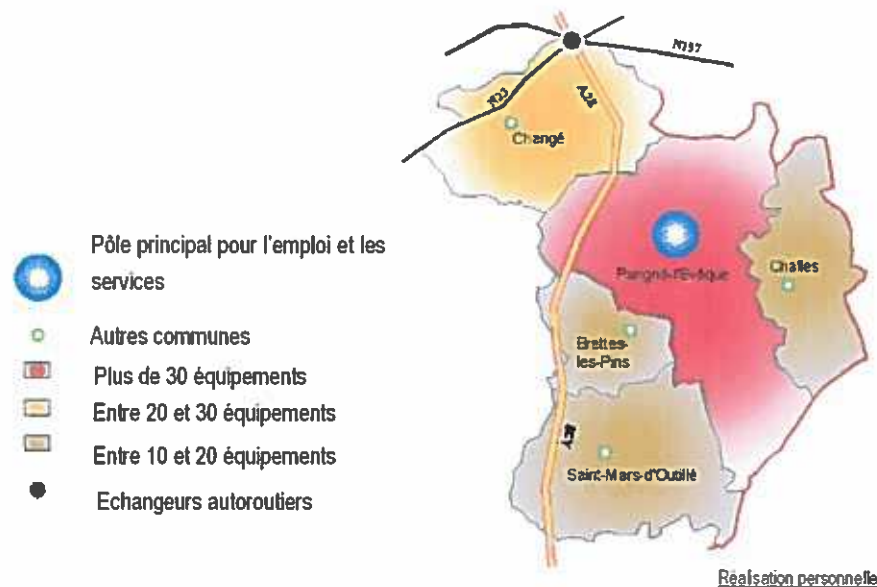 N157
N23
A28
Changé
Pôle principal pour l'emploi et les
services
Parigné-l'Evêque
Challes
Autres communes
Brettes-
les-Pins
Plus de 30 équipements
Entre 20 et 30 équipements
Entre 10 et 20 équipements
Saint-Mars-d'Outillé
Echangeurs autoroutiers
Réalisation personnelle